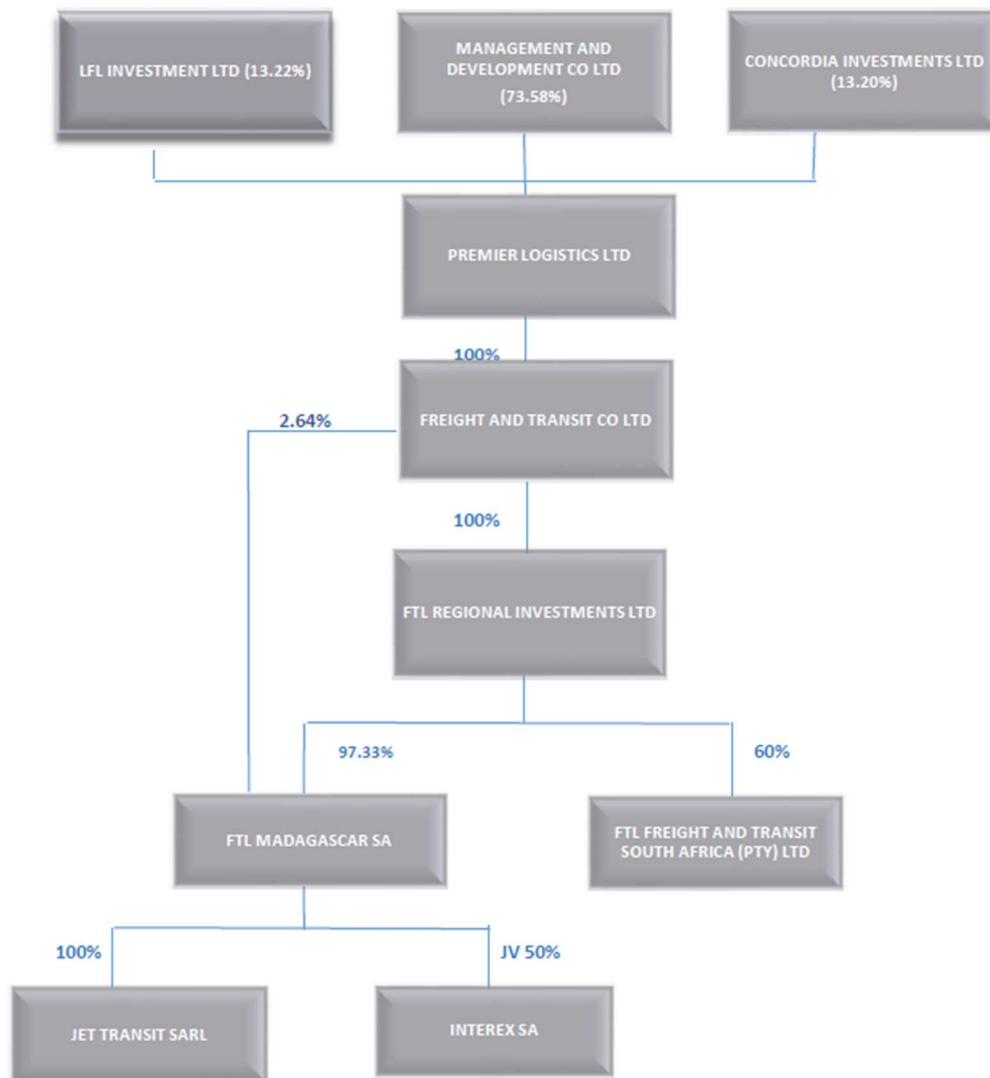 LFL INVESTMENT LTD (13.22%)
MANAGEMENT AND
DEVELOPMENT CO LTD
(73.58%)
CONCORDIA INVESTMENTS LTD
(13.20%)
PREMIER LOGISTICS LTD
100%
FREIGHT AND TRANSIT CO LTD
2.64%
100%
FTL REGIONAL INVESTMENTS LTD
97.33%
60%
FTL MADAGASCAR SA
FTL FREIGHT AND TRANSIT
SOUTH AFRICA (PTY) LTD
100%
JV 50%
JET TRANSIT SARL
INTEREX SA